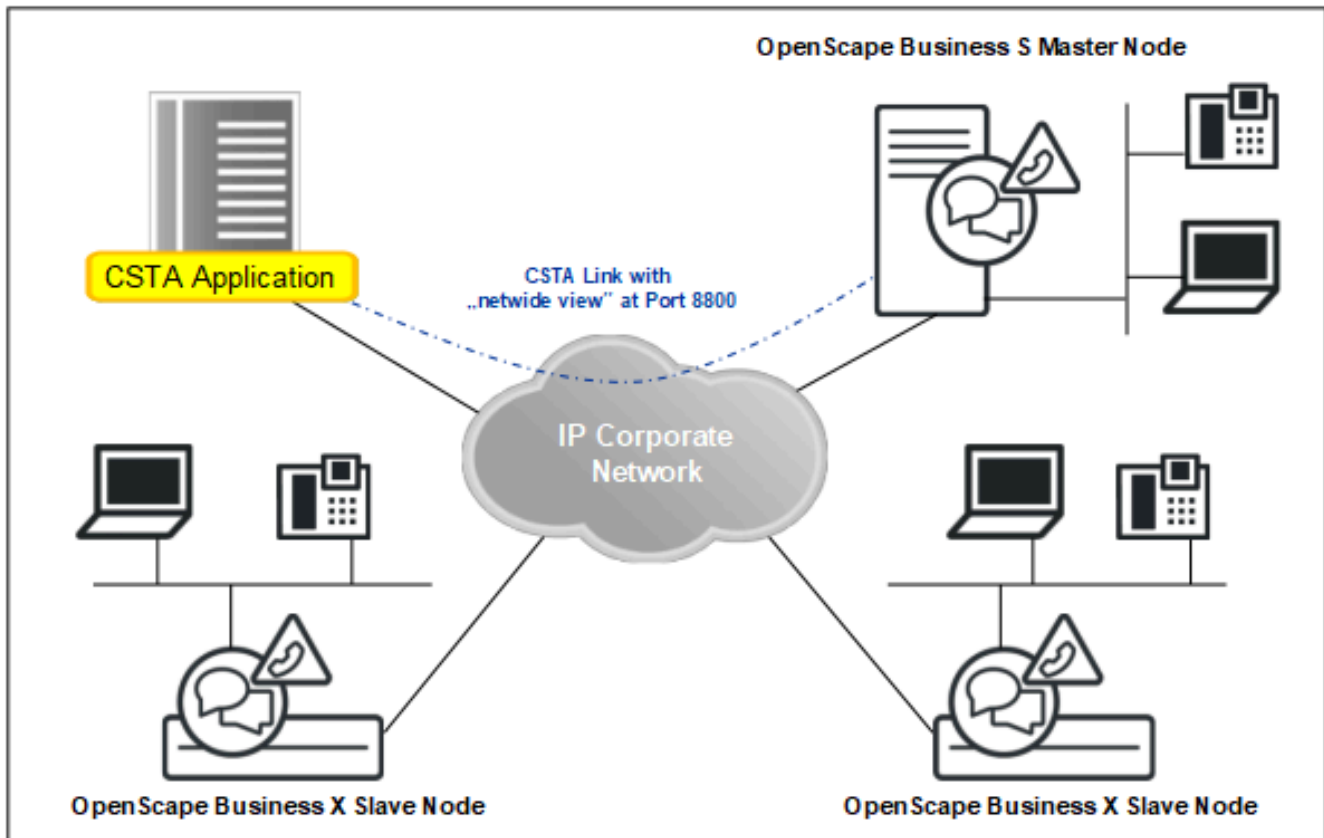 OpenScape Business S Master Node
CSTA Application
CSTA Link with
„netwide view” at Port 8800
IP Corporate
Network
OpenScape Business X Slave Node
OpenScape Business X Slave Node